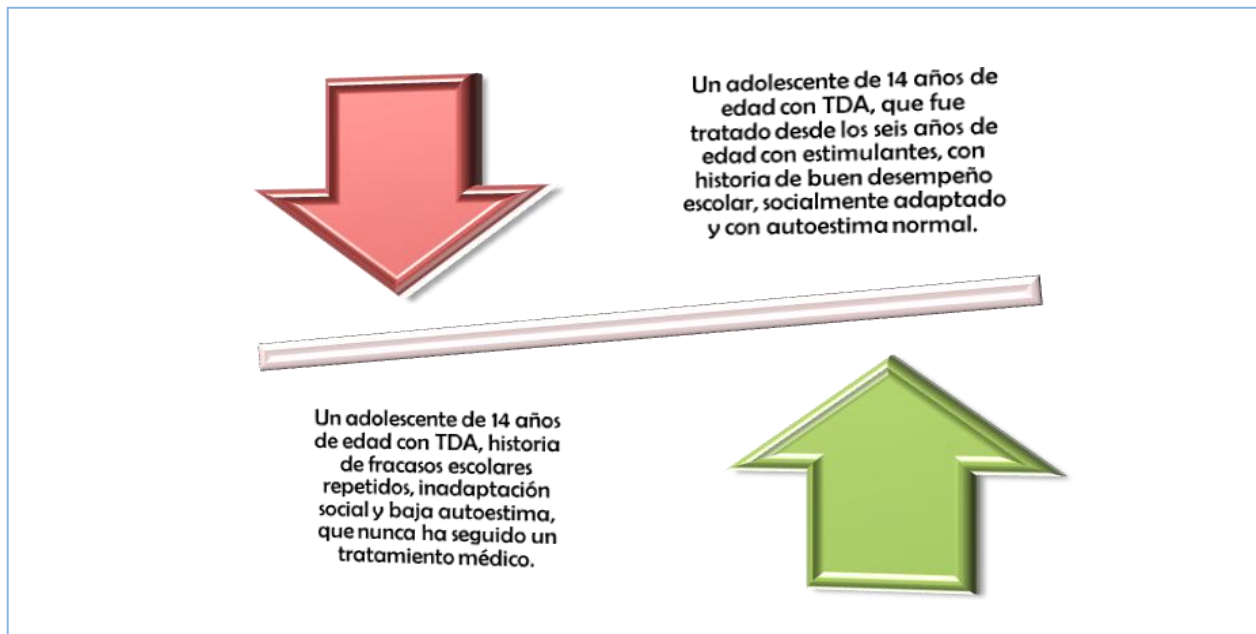 Un adolescente de 14 años de
edad con TDA, que fue
tratado desde los seis años de
edad con estimulantes, con
historia de buen desempeño
escolar, socialmente adaptado
y con autoestima normal.
Un adolescente de 14 años
de edad con TDA, historia
de fracasos escolares
repetidos, inadaptación
social y baja autoestima,
que nunca ha seguido un
tratamiento médico.